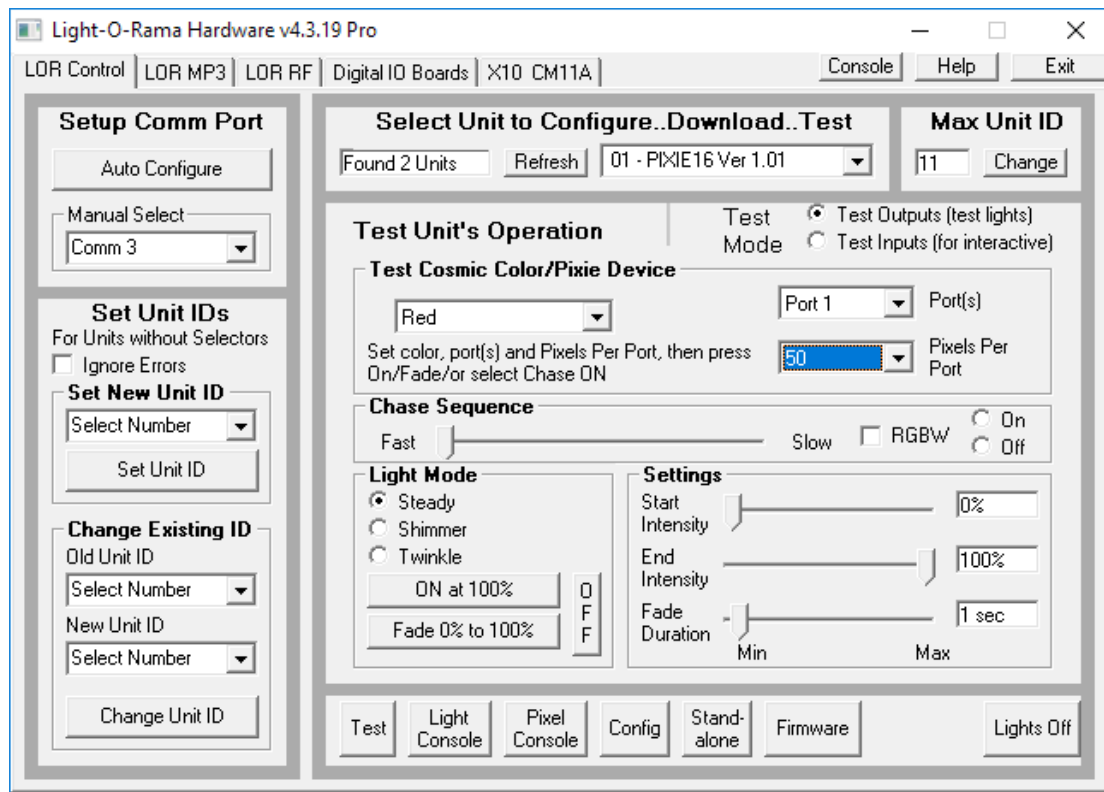 Light-O-Rama Hardware v4.3.19 Pro
LOR Control
LOR MP3
LOR RF
Digital IO Boards
X10 CM11A
Console
Help
Exit
Setup Comm Port
Auto Configure
Manual Select
Comm 3
Set Unit IDs
For Units without Selectors
Ignore Errors
Set New Unit ID
Select Number
Set Unit ID
Change Existing ID
Old Unit ID
Select Number
New Unit ID
Select Number
Change Unit ID
Select Unit to Configure..Download..Test
Found 2 Units
Refresh
01 - PIXIE16 Ver 1.01
Max Unit ID
11
Change
Test Unit's Operation
Test
Mode
Test Outputs (test lights)
Test Inputs (for interactive)
Test Cosmic Color/Pixie Device
Red
Port 1
Port(s)
Set color, port(s) and Pixels Per Port, then press
On/Fade/or select Chase ON
50
Pixels Per
Port
Chase Sequence
Fast
Slow
RGBW
On
Off
Light Mode
Steady
Shimmer
Twinkle
ON at 100%
Fade 0% to 100%
O
F
F
Settings
Start
Intensity
0%
End
Intensity
100%
Fade
Duration
1 sec
Min
Max
Test
Light
Console
Pixel
Console
Config
Stand-
alone
Firmware
Lights Off